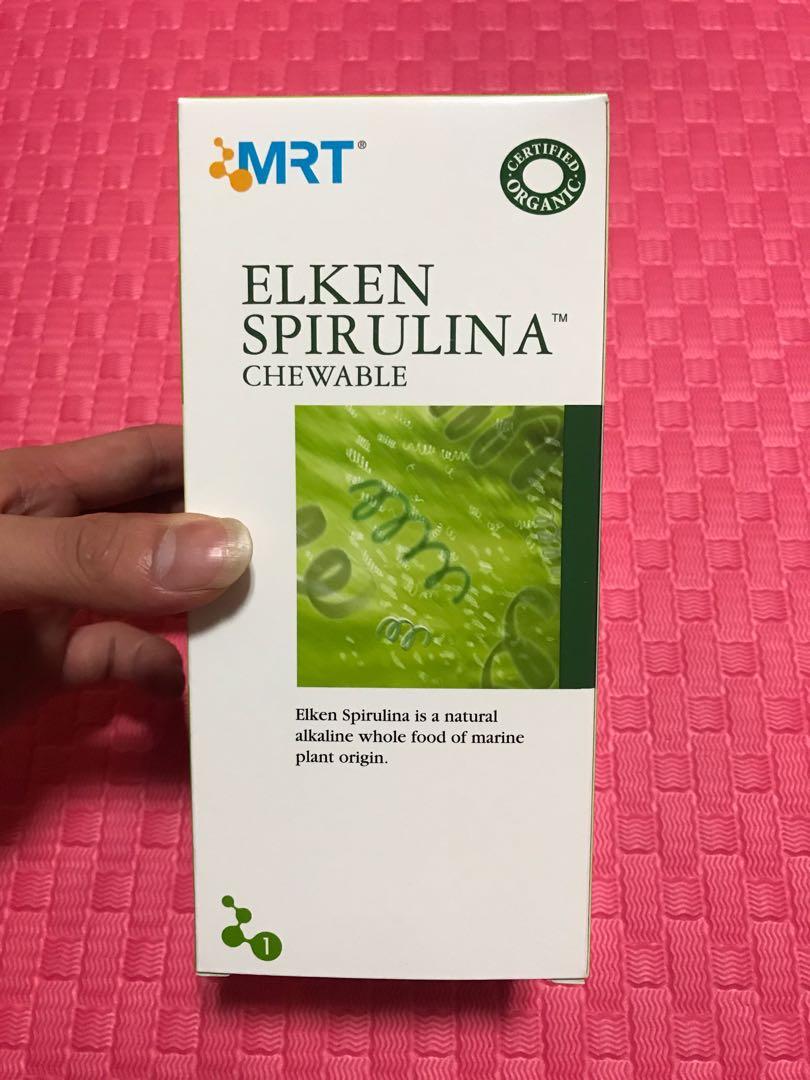 MRT®
CERTIFIED
ORGANIC
ELKEN
SPIRULINA™
CHEWABLE
Elken Spirulina is a natural
alkaline whole food of marine
plant origin.
1